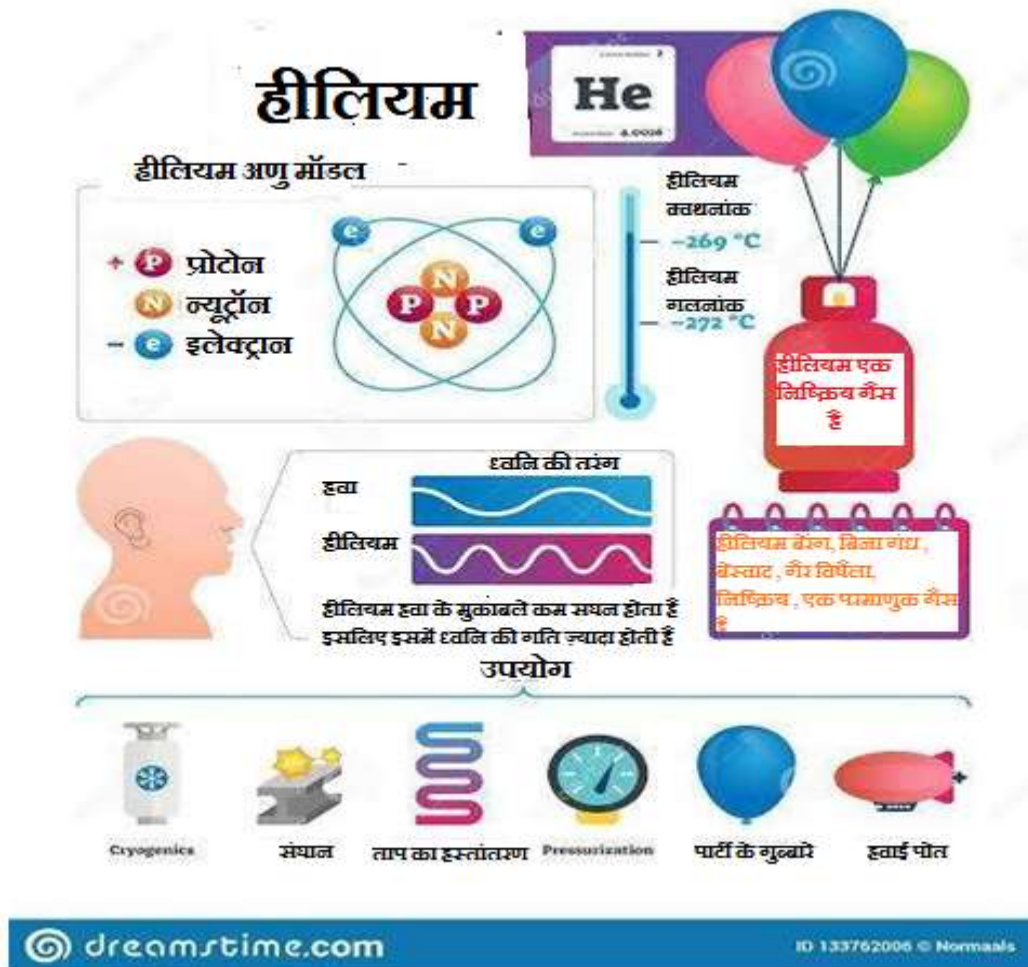 हीलियम
He
4.0026
हीलियम अणु मॉडल
+ P प्रोटोन
N न्यूट्रॉन
– e इलेक्ट्रान
e e
N
P P
N
हीलियम
क्वथनांक
–269 °C
हीलियम
गलनांक
–272 °C
हीलियम एक
निष्क्रिय गैस
है
ध्वनि की तरंग
हवा
हीलियम
हीलियम हवा के मुकाबले कम सघन होता हैं
इसलिए इसमें ध्वनि की गति ज़्यादा होती हैं
हीलियम बेरंग, बिना गंध ,
बेस्वाद , गैर विषैला,
निष्क्रिय , एक परमाणुक गैस
है
उपयोग
Cryogenics
संघान
ताप का हस्तांतरण
Pressurization
पार्टी के गुब्बारे
हवाई पोत
dreamstime.com
ID 133762006 © Normaals